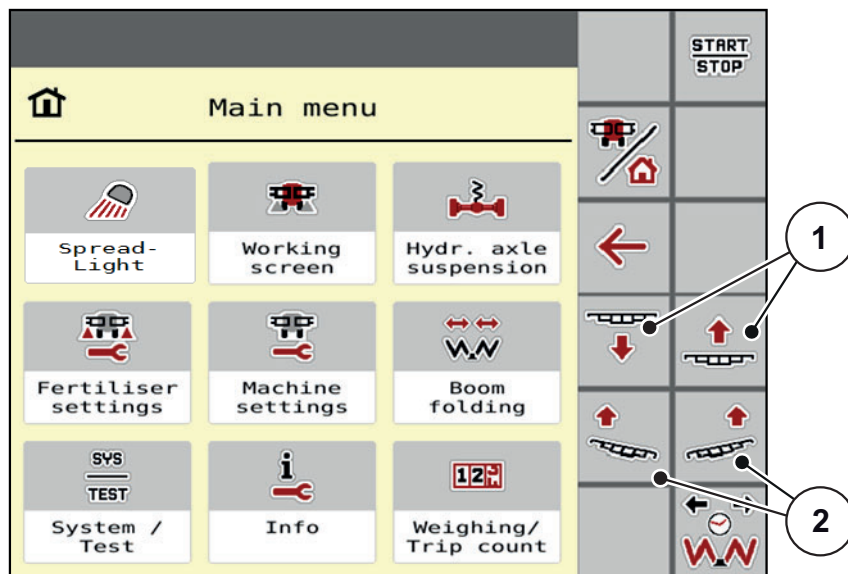 START
STOP
Main menu
1
Spread-
Light
Working
screen
Hydr. axle
suspension
Fertiliser
settings
Machine
settings
Boom
folding
SYS
TEST
System /
Test
i
Info
12
Weighing/
Trip count
2